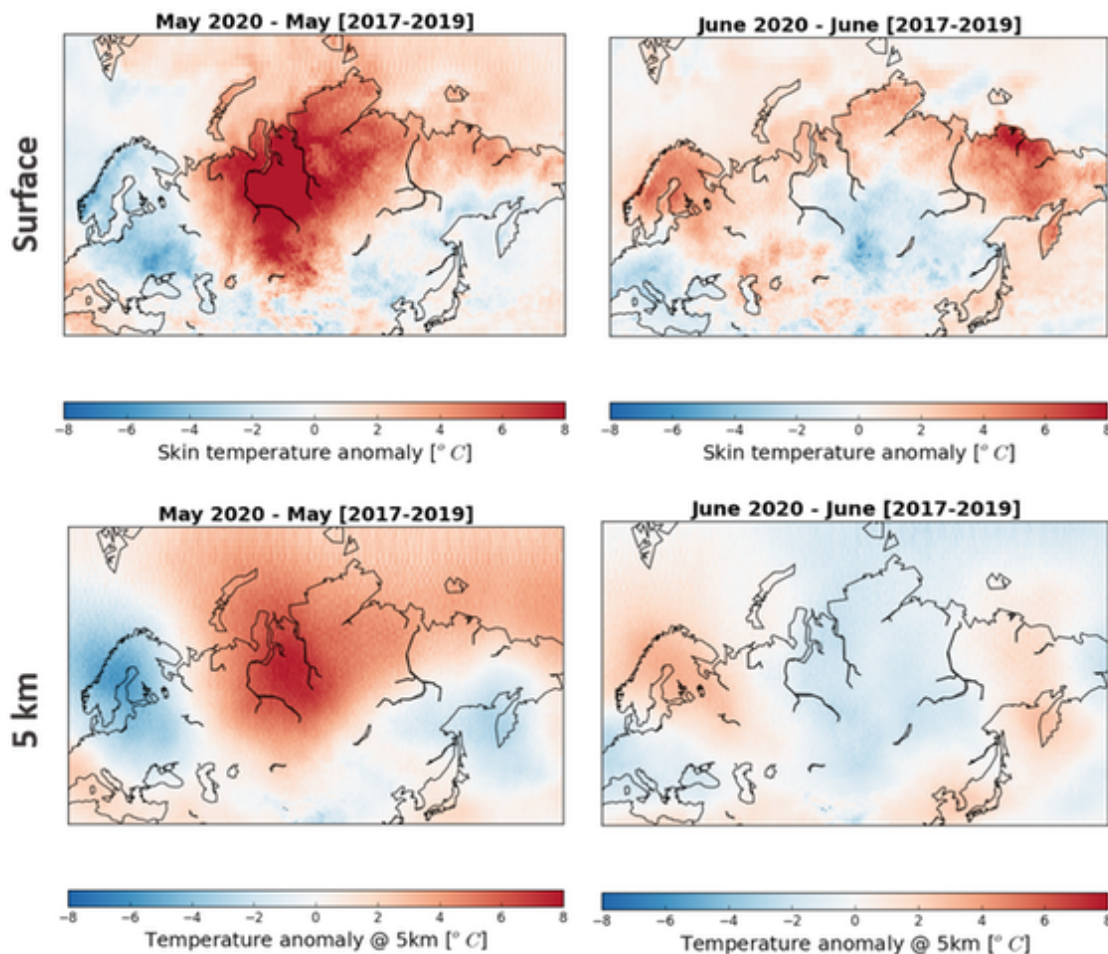 May 2020 - May [2017-2019]
June 2020 - June [2017-2019]
Surface
−8 −6 −4 −2 0 2 4 6 8
Skin temperature anomaly [° C]
−8 −6 −4 −2 0 2 4 6 8
Skin temperature anomaly [° C]
May 2020 - May [2017-2019]
June 2020 - June [2017-2019]
5 km
−8 −6 −4 −2 0 2 4 6 8
Temperature anomaly @ 5km [° C]
−8 −6 −4 −2 0 2 4 6 8
Temperature anomaly @ 5km [° C]